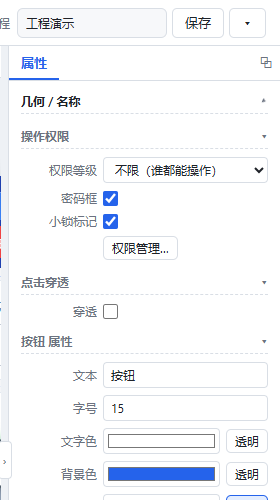 程 工程演示 保存
属性
几何 / 名称
操作权限
权限等级 不限（谁都能操作）
密码框
小锁标记
权限管理...
点击穿透
穿透
按钮 属性
文本 按钮
字号 15
文字色 透明
背景色 透明